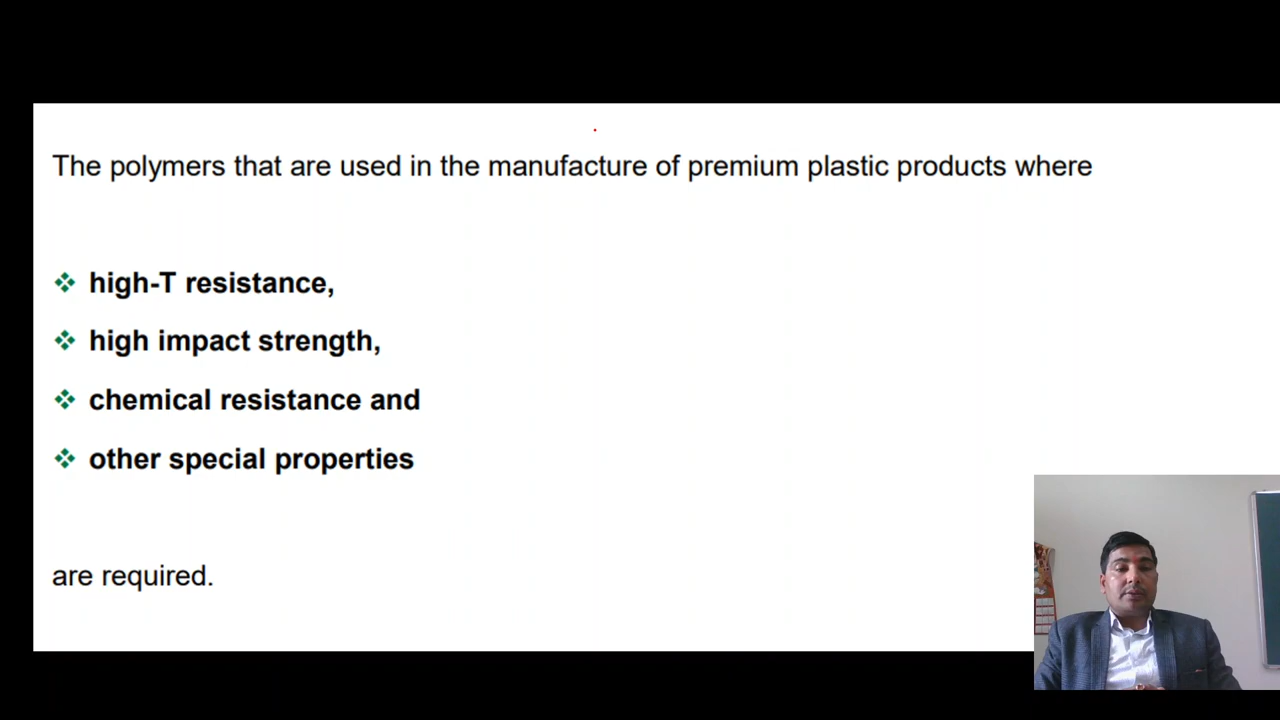 The polymers that are used in the manufacture of premium plastic products where
high-T resistance,
high impact strength,
chemical resistance and
other special properties
are required.